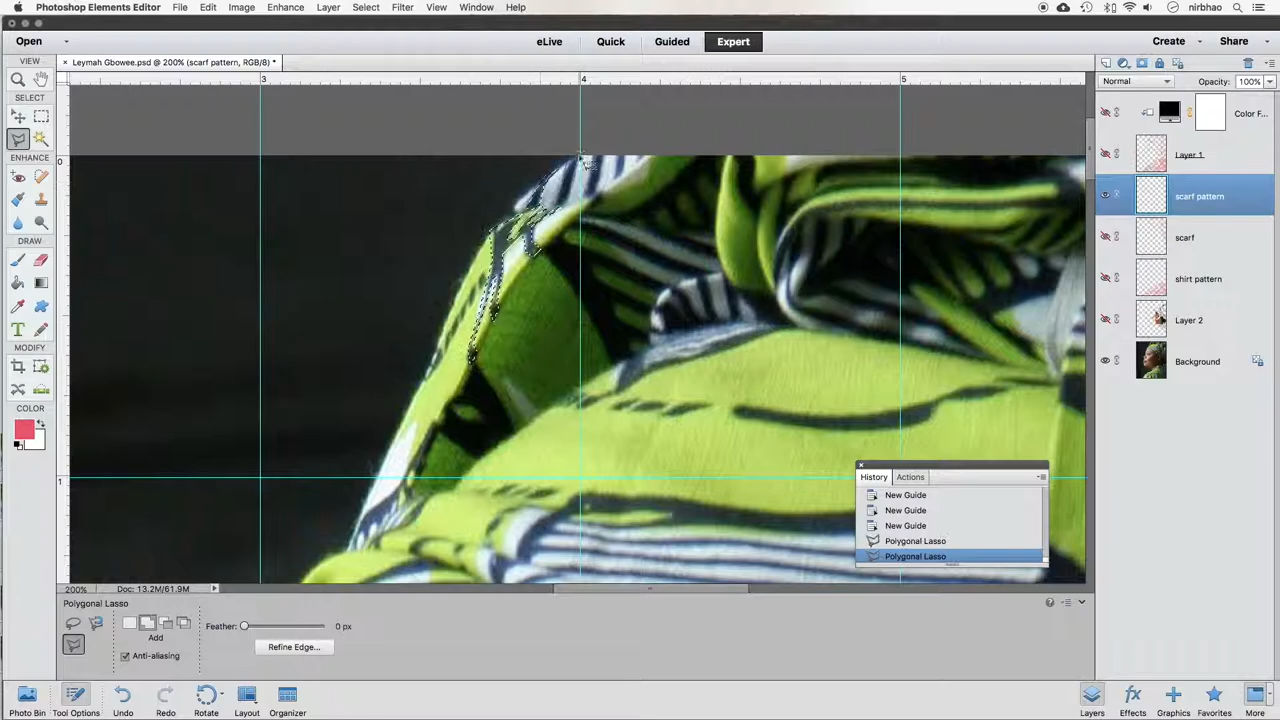 Photoshop Elements Editor File Edit Image Enhance Layer Select Filter View Window Help nirbhao
Open eLive Quick Guided Expert Create Share
VIEW
× Leymah Gbowee.psd @ 200% (scarf pattern, RGB/8) *
3 4 5
Normal Opacity: 100%
SELECT
Color F...
ENHANCE
0
Layer 1
scarf pattern
DRAW
scarf
shirt pattern
Layer 2
MODIFY
Background
COLOR
1
History Actions
New Guide
New Guide
New Guide
Polygonal Lasso
Polygonal Lasso
200% Doc: 13.2M/61.9M
Polygonal Lasso
Feather: 0 px
Add
Refine Edge...
Anti-aliasing
Photo Bin Tool Options Undo Redo Rotate Layout Organizer Layers Effects Graphics Favorites More